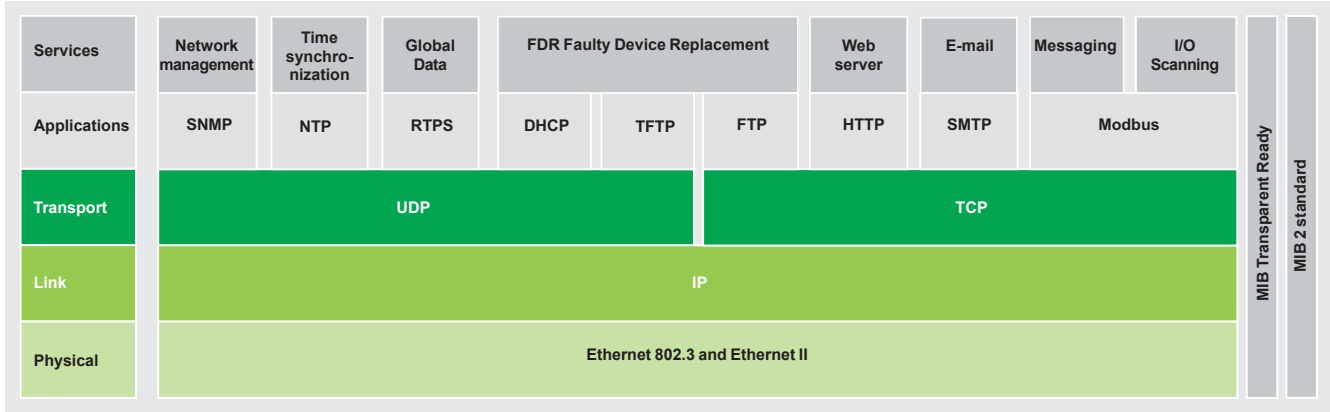 Services
Network
management
Time
synchro-
nization
Global
Data
FDR Faulty Device Replacement
Web
server
E-mail
Messaging
I/O
Scanning
Applications
SNMP
NTP
RTPS
DHCP
TFTP
FTP
HTTP
SMTP
Modbus
Transport
UDP
TCP
Link
IP
Physical
Ethernet 802.3 and Ethernet II
MIB Transparent Ready
MIB 2 standard